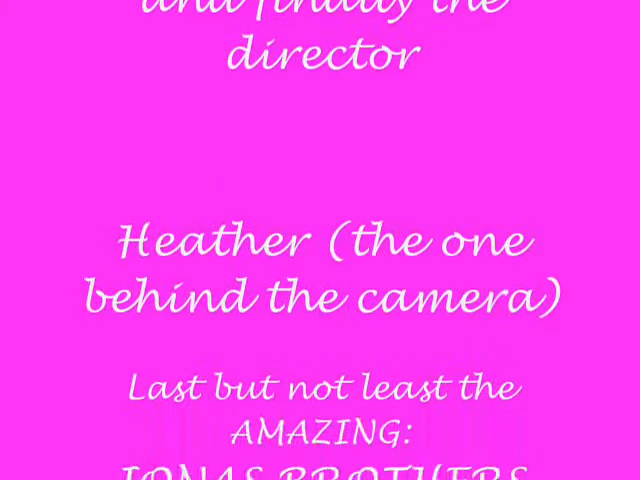 and finally the
director
Heather (the one
behind the camera)
Last but not least the
AMAZING:
JONAS BROTHERS